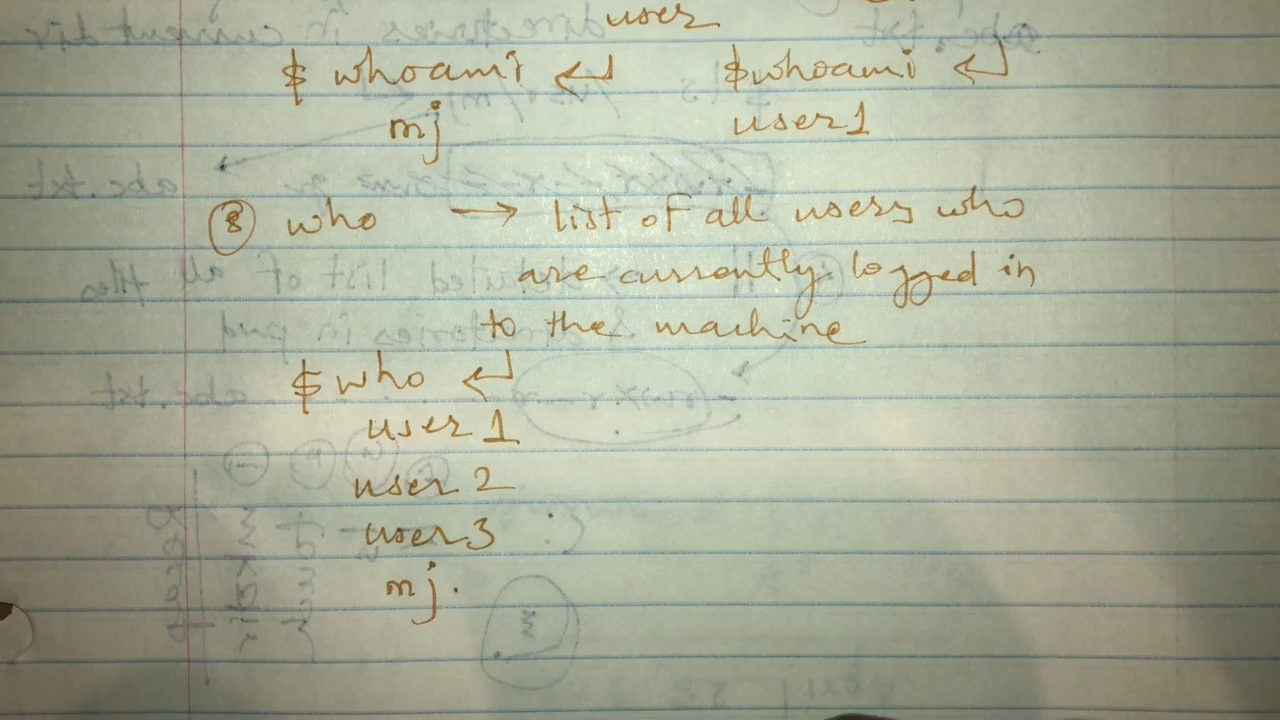 user
$ whoami ↵ $whoami ↵
mj user1
⑧ who → list of all users who
are currently logged in
to the machine
$ who ↵
user 1
user 2
user 3
mj.